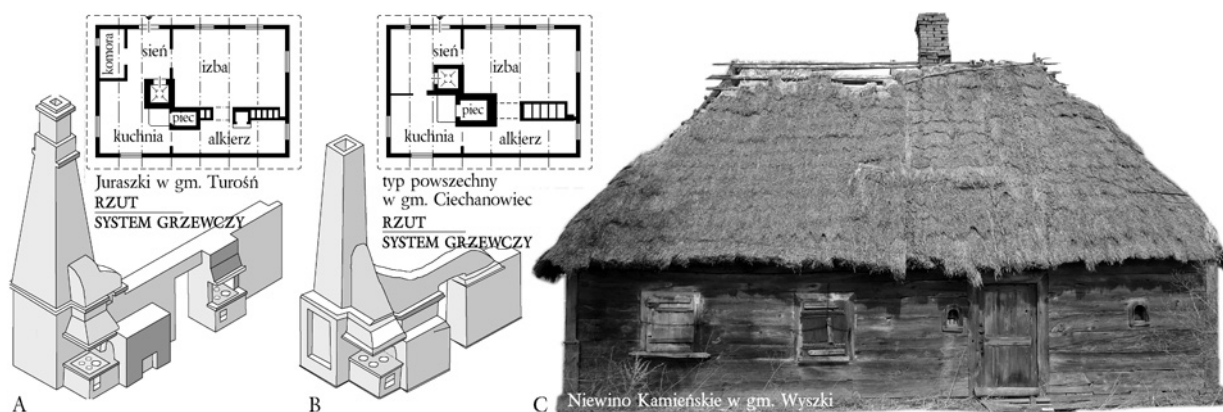 komora
sień
izba
piec
kuchnia
alkierz
Juraszki w gm. Turośń
RZUT
SYSTEM GRZEWCZY
A
sień
izba
piec
kuchnia
alkierz
typ powszechny
w gm. Ciechanowiec
RZUT
SYSTEM GRZEWCZY
B
C
Niewino Kamieńskie w gm. Wyszki